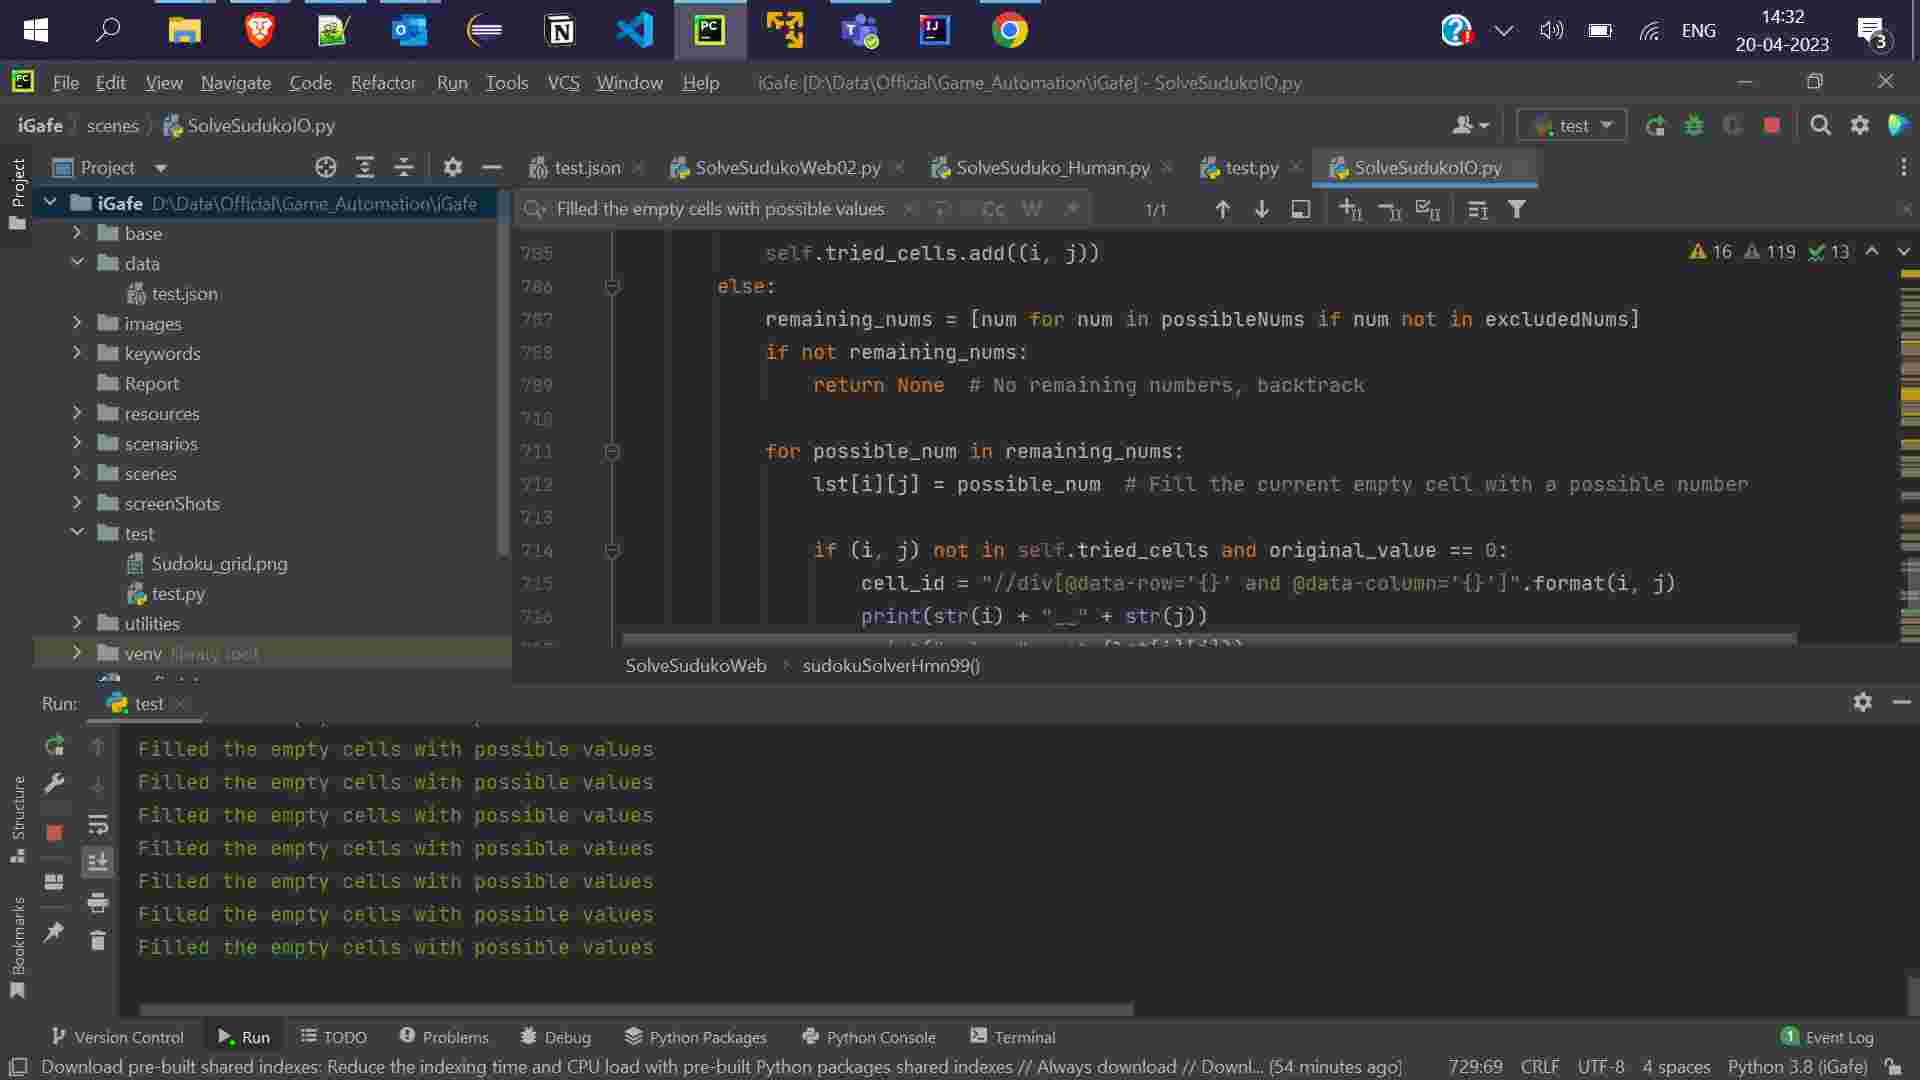 ENG
14:32
20-04-2023
3
File Edit View Navigate Code Refactor Run Tools VCS Window Help iGafe [D:\Data\Official\Game_Automation\iGafe] - SolveSudukoIO.py
iGafe scenes SolveSudukoIO.py
test
Project
test.json SolveSudukoWeb02.py SolveSuduko_Human.py test.py SolveSudukoIO.py
Project
iGafe D:\Data\Official\Game_Automation\iGafe
base
data
test.json
images
keywords
Report
resources
scenarios
scenes
screenShots
test
Sudoku_grid.png
test.py
utilities
venv library root
Filled the empty cells with possible values Cc W 1/1
16 119 13
705 self.tried_cells.add((i, j))
706 else:
707 remaining_nums = [num for num in possibleNums if num not in excludedNums]
708 if not remaining_nums:
709 return None # No remaining numbers, backtrack
710
711 for possible_num in remaining_nums:
712 lst[i][j] = possible_num # Fill the current empty cell with a possible number
713
714 if (i, j) not in self.tried_cells and original_value == 0:
715 cell_id = "//div[@data-row='{}' and @data-column='{}']".format(i, j)
716 print(str(i) + "__" + str(j))
SolveSudukoWeb sudokuSolverHmn99()
Run: test
Filled the empty cells with possible values
Filled the empty cells with possible values
Filled the empty cells with possible values
Filled the empty cells with possible values
Filled the empty cells with possible values
Filled the empty cells with possible values
Filled the empty cells with possible values
Structure
Bookmarks
Version Control Run TODO Problems Debug Python Packages Python Console Terminal 1 Event Log
Download pre-built shared indexes: Reduce the indexing time and CPU load with pre-built Python packages shared indexes // Always download // Downl... (54 minutes ago) 729:69 CRLF UTF-8 4 spaces Python 3.8 (iGafe)